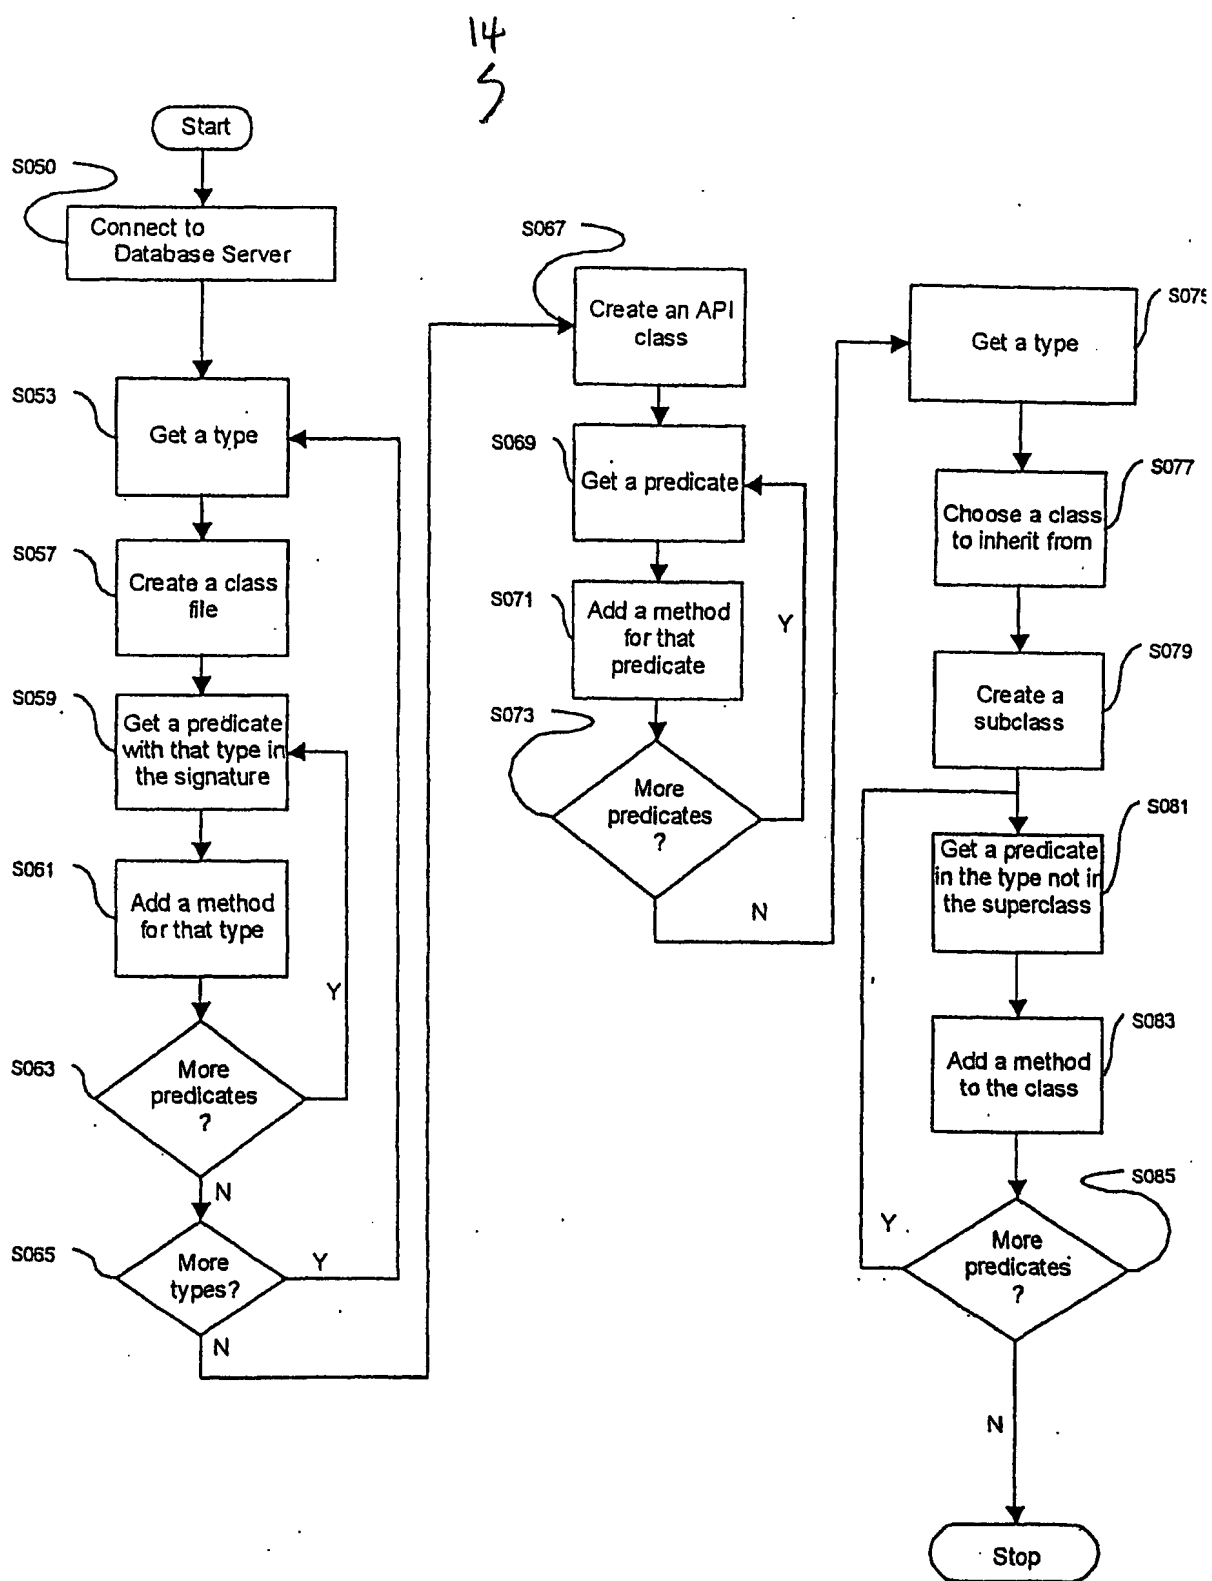 14
5
Start
S050
Connect to
Database Server
S053
Get a type
S057
Create a class
file
S059
Get a predicate
with that type in
the signature
S061
Add a method
for that type
Y
S063
More
predicates
?
N
S065
More
types?
Y
N
S067
Create an API
class
S069
Get a predicate
S071
Add a method
for that
predicate
Y
S073
More
predicates
?
N
S075
Get a type
S077
Choose a class
to inherit from
S079
Create a
subclass
S081
Get a predicate
in the type not in
the superclass
S083
Add a method
to the class
S085
Y
More
predicates
?
N
Stop